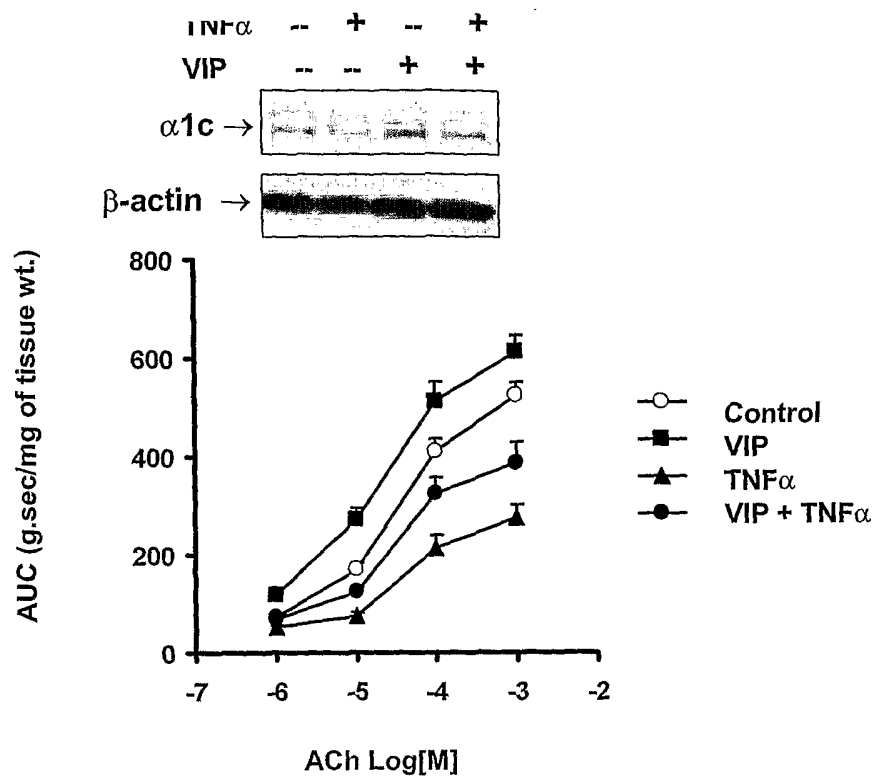 TNFα -- + -- +
VIP -- -- + +
α1c →
β-actin →
AUC (g.sec/mg of tissue wt.)
800
600
400
200
0
-7 -6 -5 -4 -3 -2
ACh Log[M]
Control
VIP
TNFα
VIP + TNFα